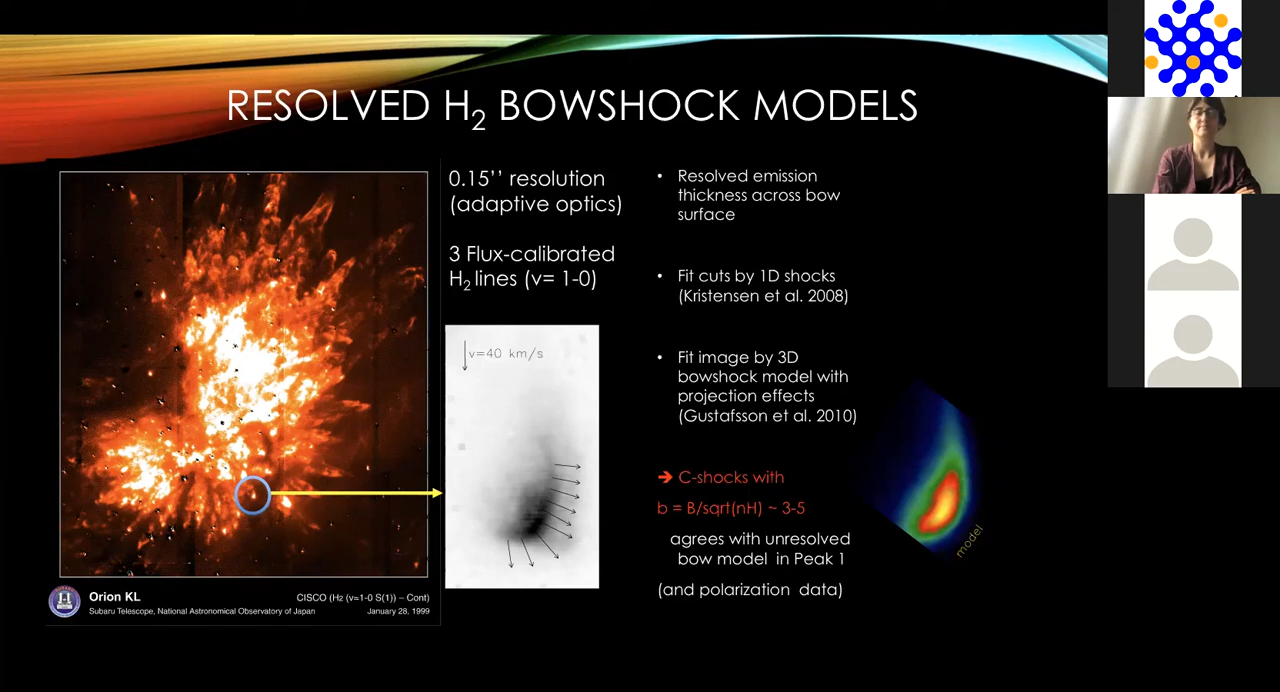 RESOLVED H2 BOWSHOCK MODELS
0.15’’ resolution
(adaptive optics)
3 Flux-calibrated
H2 lines (v= 1-0)
v=40 km/s
• Resolved emission
thickness across bow
surface
• Fit cuts by 1D shocks
(Kristensen et al. 2008)
• Fit image by 3D
bowshock model with
projection effects
(Gustafsson et al. 2010)
➔ C-shocks with
b = B/sqrt(nH) ~ 3-5
agrees with unresolved
bow model in Peak 1
(and polarization data)
model
Orion KL
Subaru Telescope, National Astronomical Observatory of Japan
CISCO (H2 (v=1-0 S(1)) – Cont)
January 28, 1999